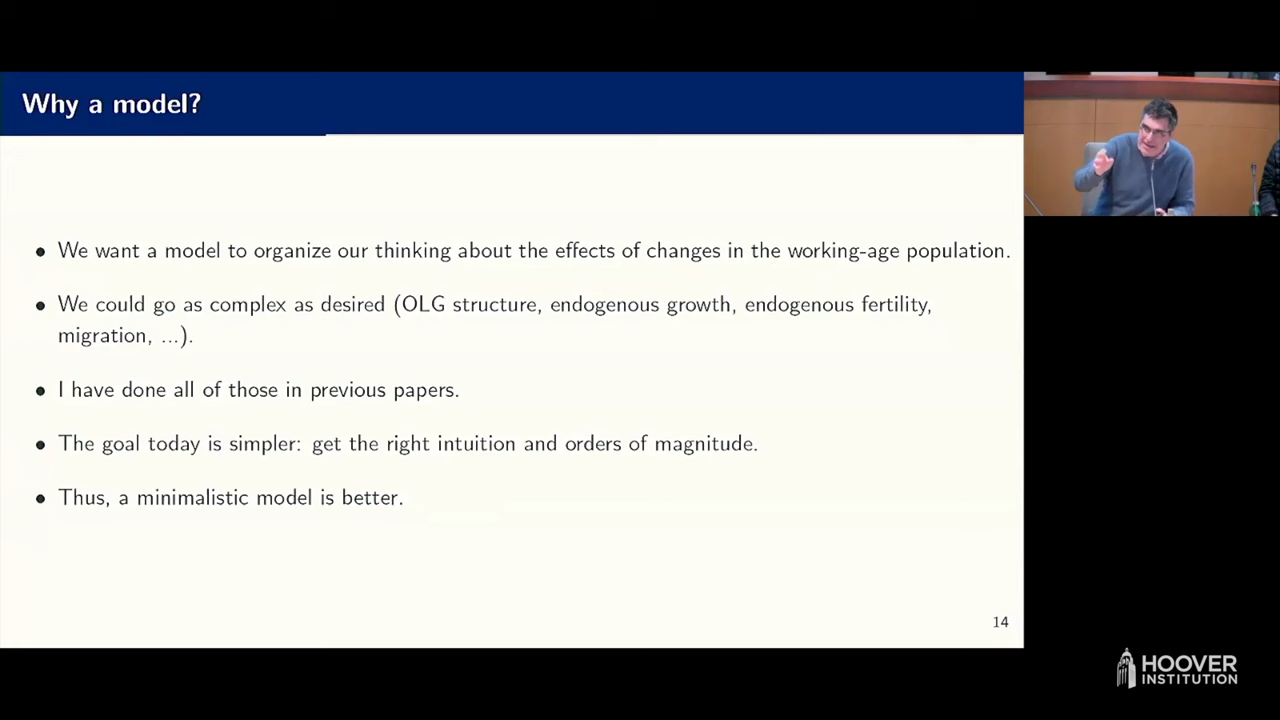 Why a model?
• We want a model to organize our thinking about the effects of changes in the working-age population.
• We could go as complex as desired (OLG structure, endogenous growth, endogenous fertility,
migration, ...).
• I have done all of those in previous papers.
• The goal today is simpler: get the right intuition and orders of magnitude.
• Thus, a minimalistic model is better.
14
HOOVER
INSTITUTION